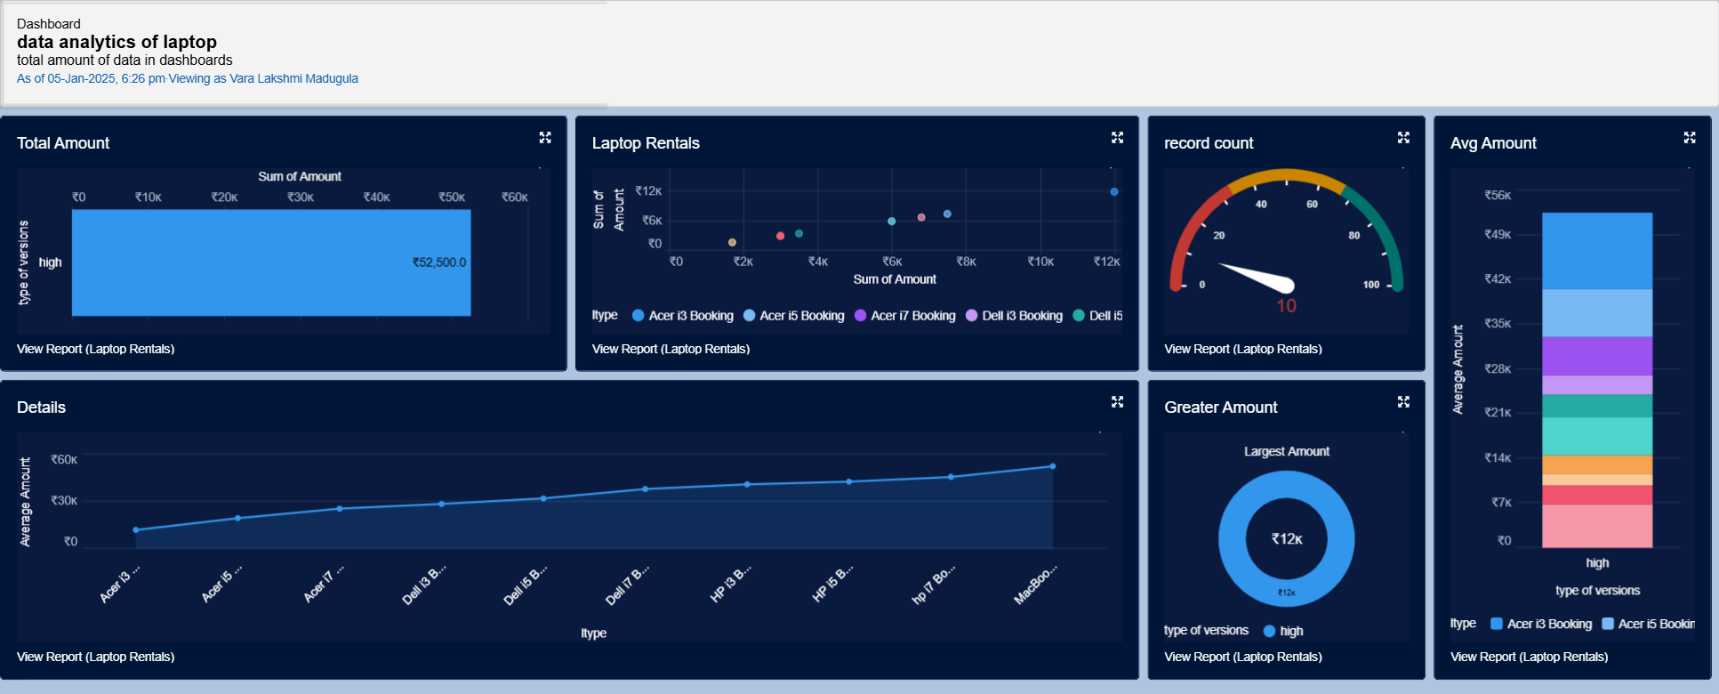 Dashboard
data analytics of laptop
total amount of data in dashboards
As of 05-Jan-2025, 6:26 pm·Viewing as Vara Lakshmi Madugula
Total Amount
Sum of Amount
₹0 ₹10K ₹20K ₹30K ₹40K ₹50K ₹60K
type of versions
high
₹52,500.0
View Report (Laptop Rentals)
Laptop Rentals
Sum of
Amount
₹12K
₹6K
₹0
₹0 ₹2K ₹4K ₹6K ₹8K ₹10K ₹12K
Sum of Amount
ltype Acer i3 Booking Acer i5 Booking Acer i7 Booking Dell i3 Booking Dell i5
View Report (Laptop Rentals)
record count
0
20
40
60
80
100
10
View Report (Laptop Rentals)
Avg Amount
Average Amount
₹56K
₹49K
₹42K
₹35K
₹28K
₹21K
₹14K
₹7K
₹0
high
type of versions
ltype Acer i3 Booking Acer i5 Bookin
View Report (Laptop Rentals)
Details
Average Amount
₹60K
₹30K
₹0
Acer i3 ... Acer i5 ... Acer i7 ... Dell i3 B... Dell i5 B... Dell i7 B... HP i3 B... HP i5 B... hp i7 Bo... MacBoo...
ltype
View Report (Laptop Rentals)
Greater Amount
Largest Amount
₹12K
₹12K
type of versions high
View Report (Laptop Rentals)